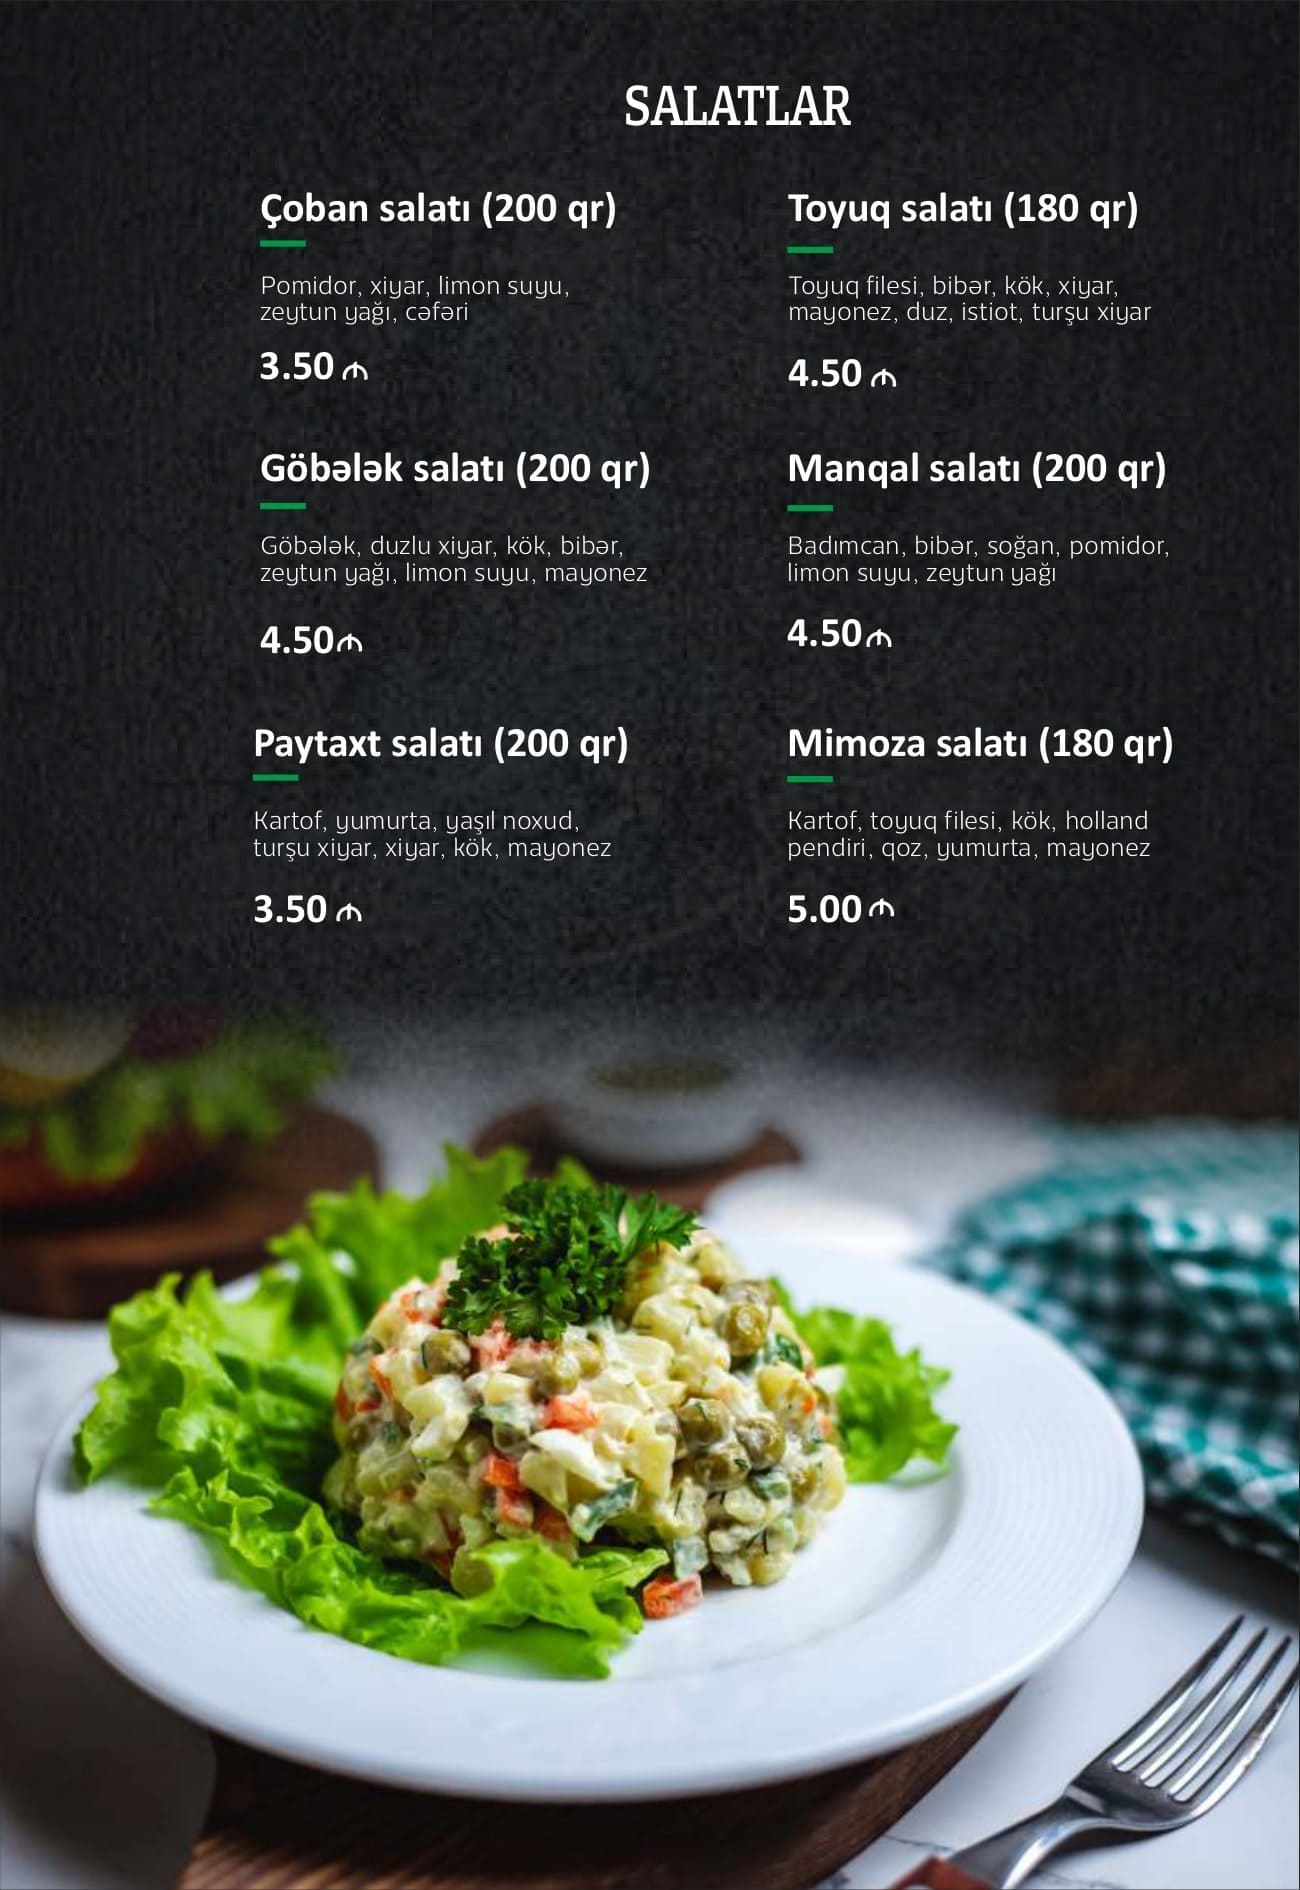 SALATLAR
Çoban salatı (200 qr)
Pomidor, xiyar, limon suyu,
zeytun yağı, cəfəri
3.50 ₼
Toyuq salatı (180 qr)
Toyuq filesi, bibər, kök, xiyar,
mayonez, duz, istiot, turşu xiyar
4.50 ₼
Göbələk salatı (200 qr)
Göbələk, duzlu xiyar, kök, bibər,
zeytun yağı, limon suyu, mayonez
4.50₼
Manqal salatı (200 qr)
Badımcan, bibər, soğan, pomidor,
limon suyu, zeytun yağı
4.50₼
Paytaxt salatı (200 qr)
Kartof, yumurta, yaşıl noxud,
turşu xiyar, xiyar, kök, mayonez
3.50 ₼
Mimoza salatı (180 qr)
Kartof, toyuq filesi, kök, holland
pendiri, qoz, yumurta, mayonez
5.00 ₼